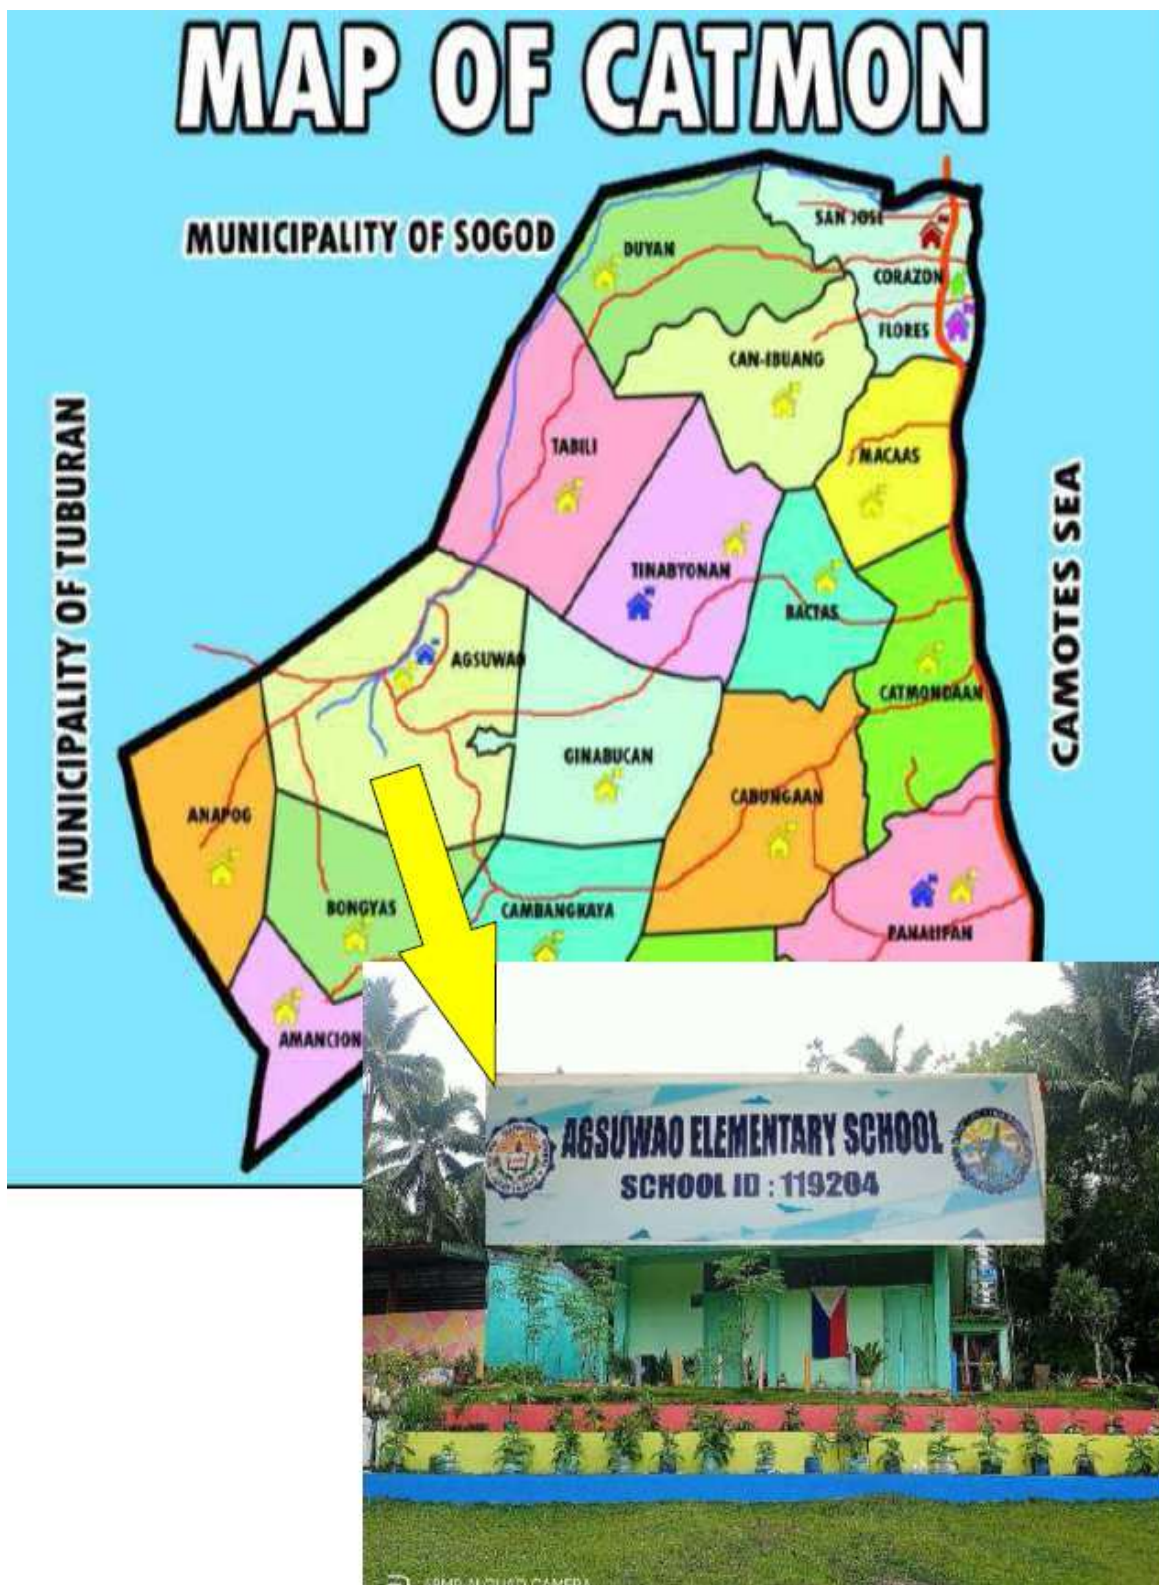 MAP OF CATMON
MUNICIPALITY OF SOGOD
MUNICIPALITY OF TUBURAN
CAMOTES SEA
SAN JOSE
DUYAN
CORAZON
FLORES
CAN-IBUANG
TABILI
MACAAS
TINABYONAN
BACTAS
AGSUWAO
CATMONDAAN
GINABUCAN
CABUNGAAN
ANAPOG
BONGYAS
CAMBANGKAYA
PANALIPAN
AMANCION
AGSUWAO ELEMENTARY SCHOOL
SCHOOL ID : 119204